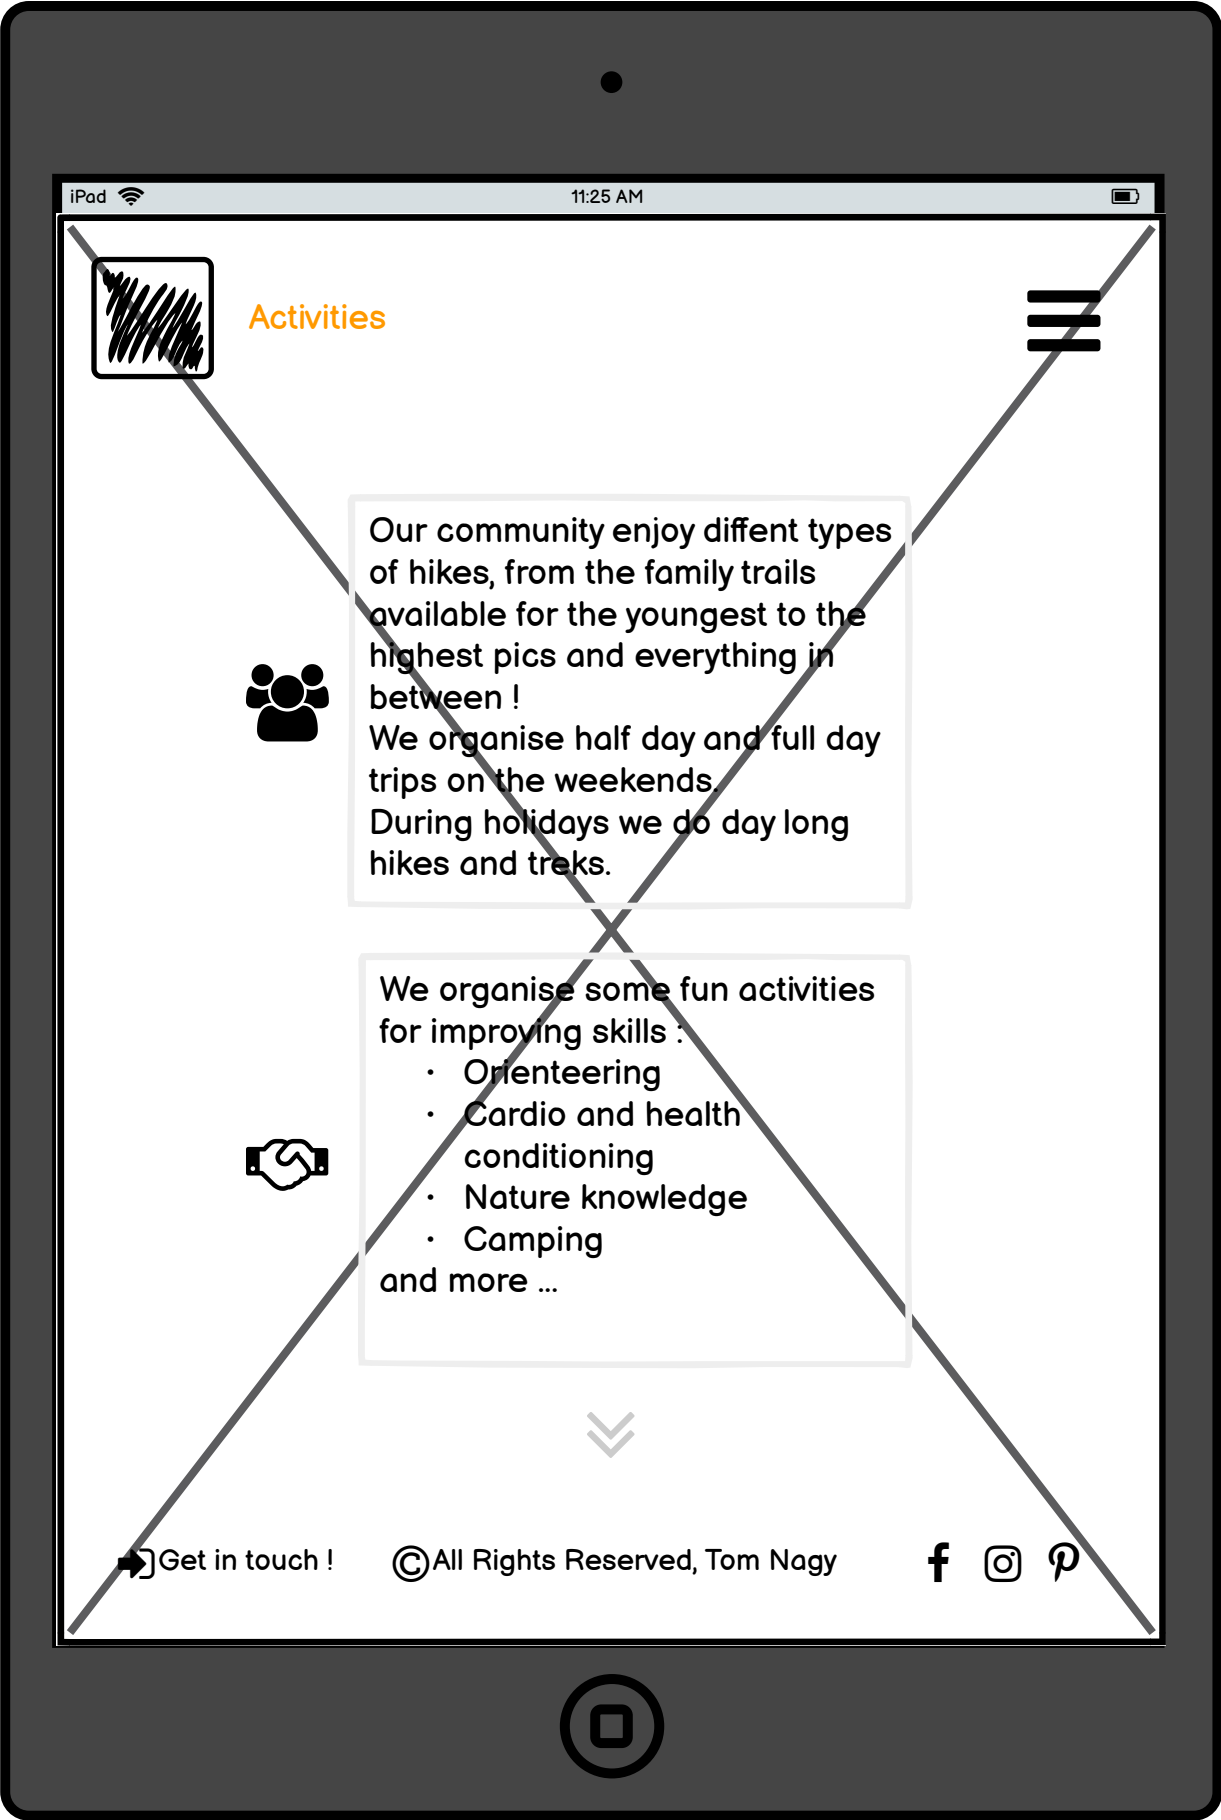 iPad
11:25 AM
Activities
Our community enjoy diffent types
of hikes, from the family trails
available for the youngest to the
highest pics and everything in
between !
We organise half day and full day
trips on the weekends.
During holidays we do day long
hikes and treks.
We organise some fun activities
for improving skills :
· Orienteering
· Cardio and health
conditioning
· Nature knowledge
· Camping
and more ...
Get in touch !
©All Rights Reserved, Tom Nagy